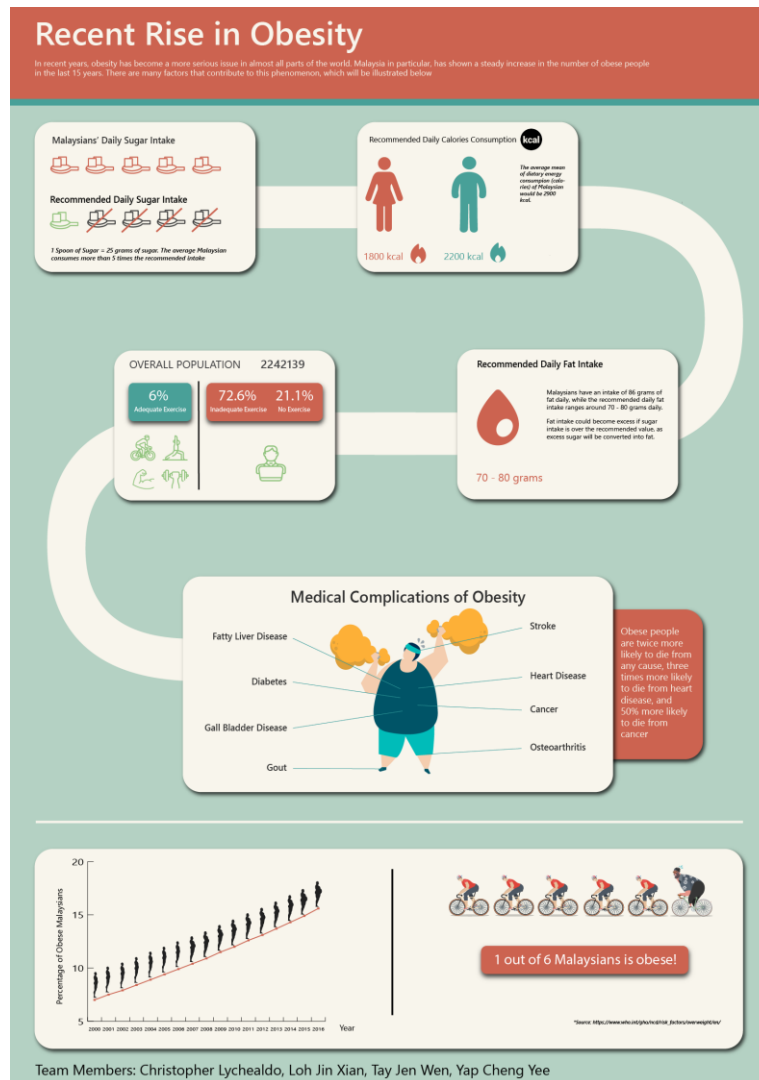 Recent Rise in Obesity
In recent years, obesity has become a more serious issue in almost all parts of the world. Malaysia in particular, has shown a steady increase in the number of obese people
in the last 15 years. There are many factors that contribute to this phenomenon, which will be illustrated below
Malaysians' Daily Sugar Intake
Recommended Daily Sugar Intake
1 Spoon of Sugar = 25 grams of sugar. The average Malaysian
consumes more than 5 times the recommended intake
Recommended Daily Calories Consumption
kcal
The average mean
of dietary energy
consumption (calo-
ries) of Malaysian
would be 2900
kcal.
1800 kcal
2200 kcal
OVERALL POPULATION 2242139
6%
Adequate Exercise
72.6%
Inadequate Exercise
21.1%
No Exercise
Recommended Daily Fat Intake
Malaysians have an intake of 86 grams of
fat daily, while the recommended daily fat
intake ranges around 70 - 80 grams daily.
Fat intake could become excess if sugar
intake is over the recommended value, as
excess sugar will be converted into fat.
70 - 80 grams
Medical Complications of Obesity
Fatty Liver Disease
Diabetes
Gall Bladder Disease
Gout
Stroke
Heart Disease
Cancer
Osteoarthritis
Obese people
are twice more
likely to die from
any cause, three
times more likely
to die from heart
disease, and
50% more likely
to die from
cancer
Percentage of Obese Malaysians
20
15
10
5
2000 2001 2002 2003 2004 2005 2006 2007 2008 2009 2010 2011 2012 2013 2014 2015 2016
Year
1 out of 6 Malaysians is obese!
*Source: https://www.who.int/gho/ncd/risk_factors/overweight/en/
Team Members: Christopher Lychealdo, Loh Jin Xian, Tay Jen Wen, Yap Cheng Yee